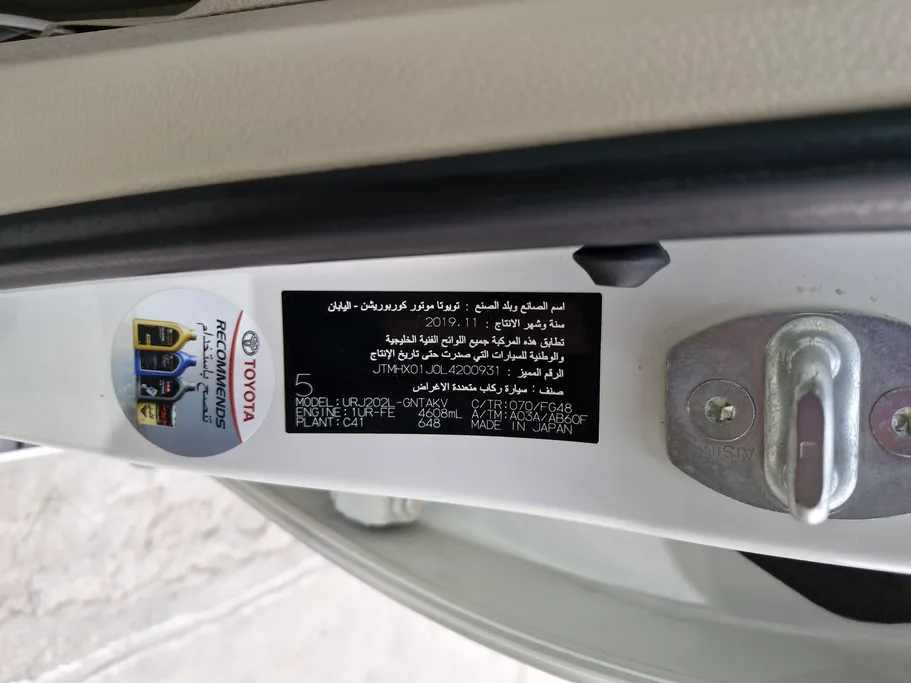 اسم الصانع وبلد الصنع : تويوتا موتور كوربوريشن - اليابان
سنة وشهر الانتاج : 2019.11
تطابق هذه المركبة جميع اللوائح الفنية الخليجية
والوطنية للسيارات التي صدرت حتى تاريخ الإنتاج
الرقم المميز : JTMHX01J0L4200931
صنف : سيارة ركاب متعددة الاغراض
5
MODEL:URJ202L-GNTAKV C/TR:070/FG48
ENGINE:1UR-FE 4608mL A/TM:A03A/AB60F
PLANT:C41 648 MADE IN JAPAN
TOYOTA
RECOMMENDS
تنصح باستخدام
AISIN
L